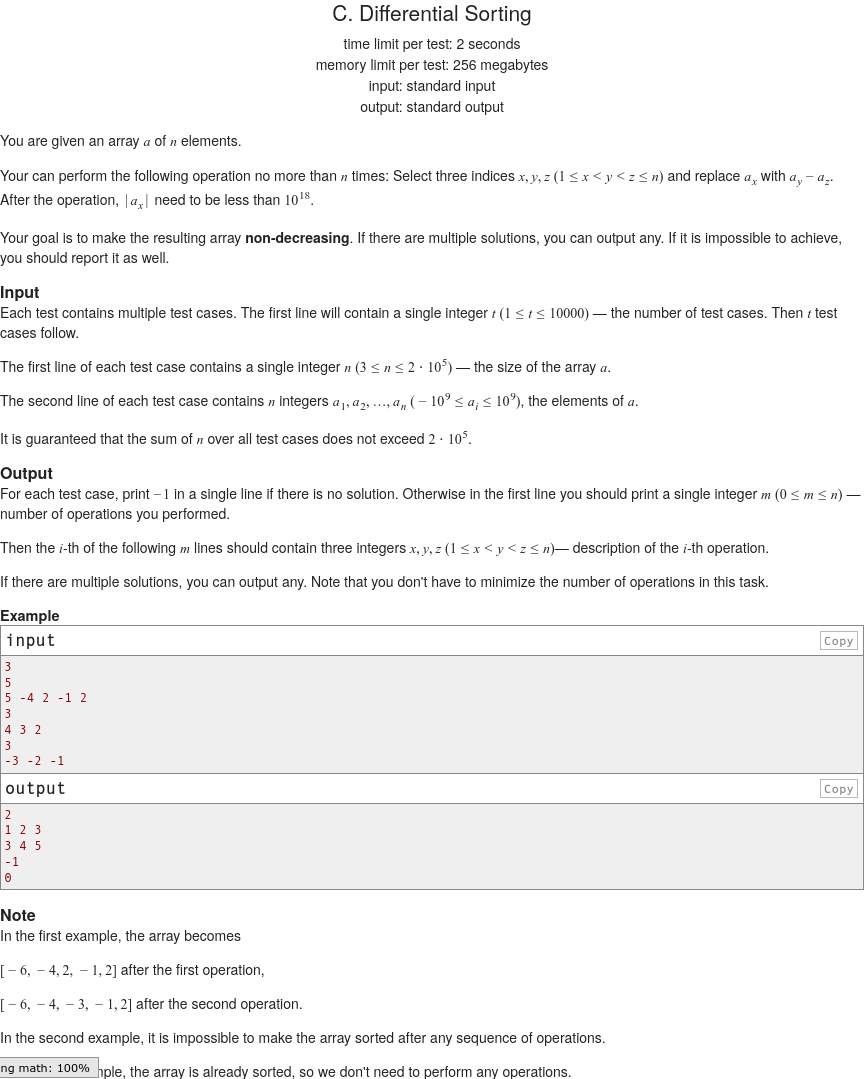 C. Differential Sorting
time limit per test: 2 seconds
memory limit per test: 256 megabytes
input: standard input
output: standard output
You are given an array a of n elements.
Your can perform the following operation no more than n times: Select three indices x, y, z (1 ≤ x < y < z ≤ n) and replace a_x with a_y − a_z.
After the operation, |a_x| need to be less than 10^18.
Your goal is to make the resulting array non-decreasing. If there are multiple solutions, you can output any. If it is impossible to achieve,
you should report it as well.
Input
Each test contains multiple test cases. The first line will contain a single integer t (1 ≤ t ≤ 10000) — the number of test cases. Then t test
cases follow.
The first line of each test case contains a single integer n (3 ≤ n ≤ 2 · 10^5) — the size of the array a.
The second line of each test case contains n integers a_1, a_2, …, a_n ( − 10^9 ≤ a_i ≤ 10^9), the elements of a.
It is guaranteed that the sum of n over all test cases does not exceed 2 · 10^5.
Output
For each test case, print −1 in a single line if there is no solution. Otherwise in the first line you should print a single integer m (0 ≤ m ≤ n) —
number of operations you performed.
Then the i-th of the following m lines should contain three integers x, y, z (1 ≤ x < y < z ≤ n)— description of the i-th operation.
If there are multiple solutions, you can output any. Note that you don't have to minimize the number of operations in this task.
Example
input Copy
3
5
5 -4 2 -1 2
3
4 3 2
3
-3 -2 -1
output Copy
2
1 2 3
3 4 5
-1
0
Note
In the first example, the array becomes
[ − 6, − 4, 2, − 1, 2] after the first operation,
[ − 6, − 4, − 3, − 1, 2] after the second operation.
In the second example, it is impossible to make the array sorted after any sequence of operations.
ng math: 100% mple, the array is already sorted, so we don't need to perform any operations.